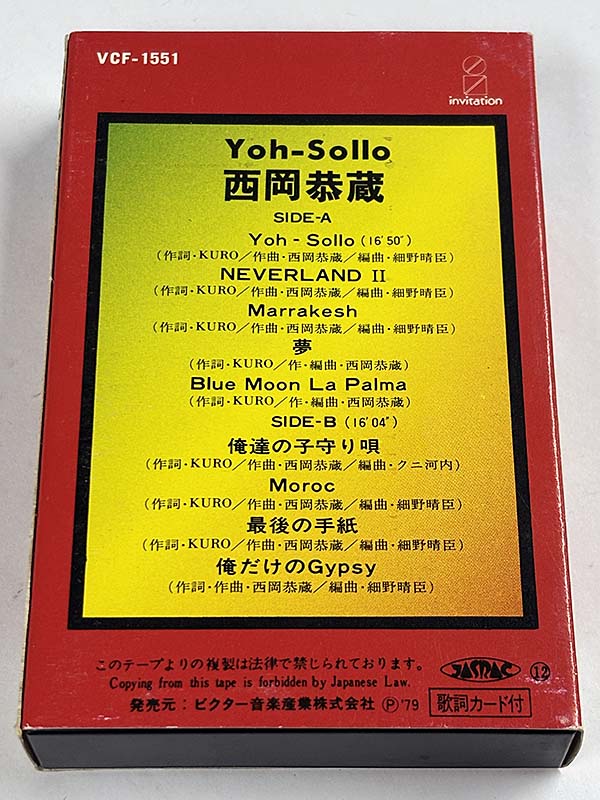 VCF-1551
invitation
Yoh-Sollo
西岡恭蔵
SIDE-A
Yoh-Sollo (16'50")
(作詞・KURO/作曲・西岡恭蔵/編曲・細野晴臣)
NEVERLAND II
(作詞・KURO/作曲・西岡恭蔵/編曲・細野晴臣)
Marrakesh
(作詞・KURO/作曲・西岡恭蔵/編曲・細野晴臣)
夢
(作詞・KURO/作・編曲・西岡恭蔵)
Blue Moon La Palma
(作詞・KURO/作・編曲・西岡恭蔵)
SIDE-B (16'04")
俺達の子守り唄
(作詞・KURO/作曲・西岡恭蔵/編曲・クニ河内)
Moroc
(作詞・KURO/作曲・西岡恭蔵/編曲・細野晴臣)
最後の手紙
(作詞・KURO/作曲・西岡恭蔵/編曲・細野晴臣)
俺だけのGypsy
(作詞・作曲・西岡恭蔵/編曲・細野晴臣)
このテープよりの複製は法律で禁じられております。 JASRAC ⑫
Copying from this tape is forbidden by Japanese Law.
発売元:ビクター音楽産業株式会社 Ⓟ'79 歌詞カード付